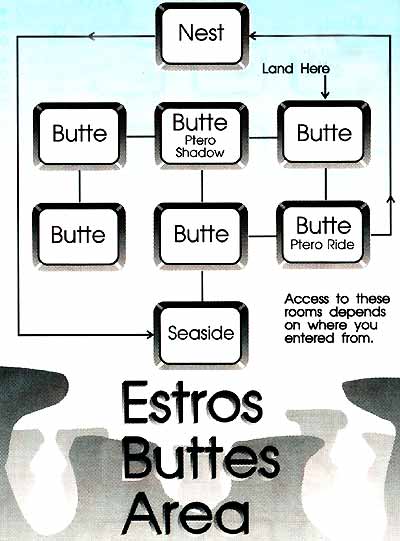 Nest
Land Here
Butte
Butte
Ptero
Shadow
Butte
Butte
Butte
Butte
Ptero Ride
Seaside
Access to these
rooms depends
on where you
entered from.
Estros
Buttes
Area